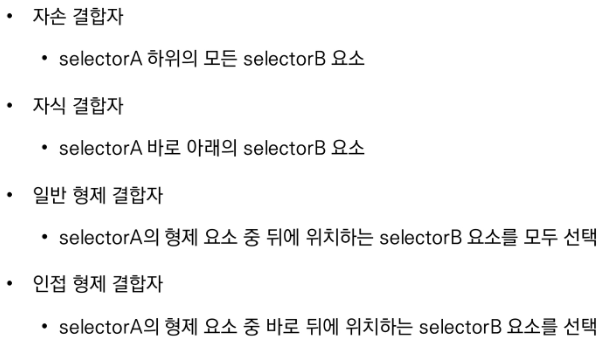 • 자손 결합자
• selectorA 하위의 모든 selectorB 요소
• 자식 결합자
• selectorA 바로 아래의 selectorB 요소
• 일반 형제 결합자
• selectorA의 형제 요소 중 뒤에 위치하는 selectorB 요소를 모두 선택
• 인접 형제 결합자
• selectorA의 형제 요소 중 바로 뒤에 위치하는 selectorB 요소를 선택